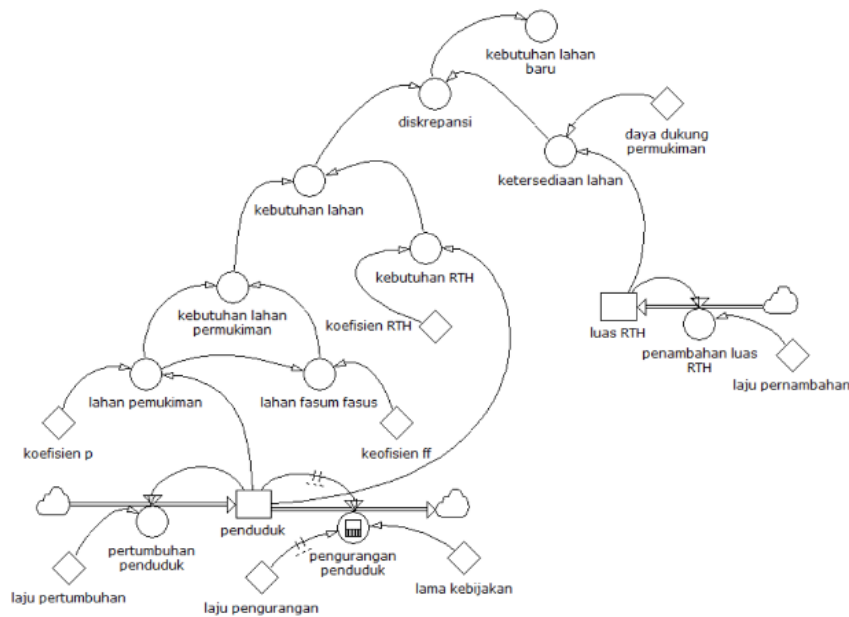 kebutuhan lahan
baru
diskrepansi
daya dukung
permukiman
ketersediaan lahan
kebutuhan lahan
kebutuhan RTH
kebutuhan lahan
permukiman
koefisien RTH
luas RTH
penambahan luas
RTH
laju pernambahan
lahan pemukiman
lahan fasum fasus
koefisien p
keofisien ff
penduduk
pertumbuhan
penduduk
pengurangan
penduduk
laju pertumbuhan
laju pengurangan
lama kebijakan